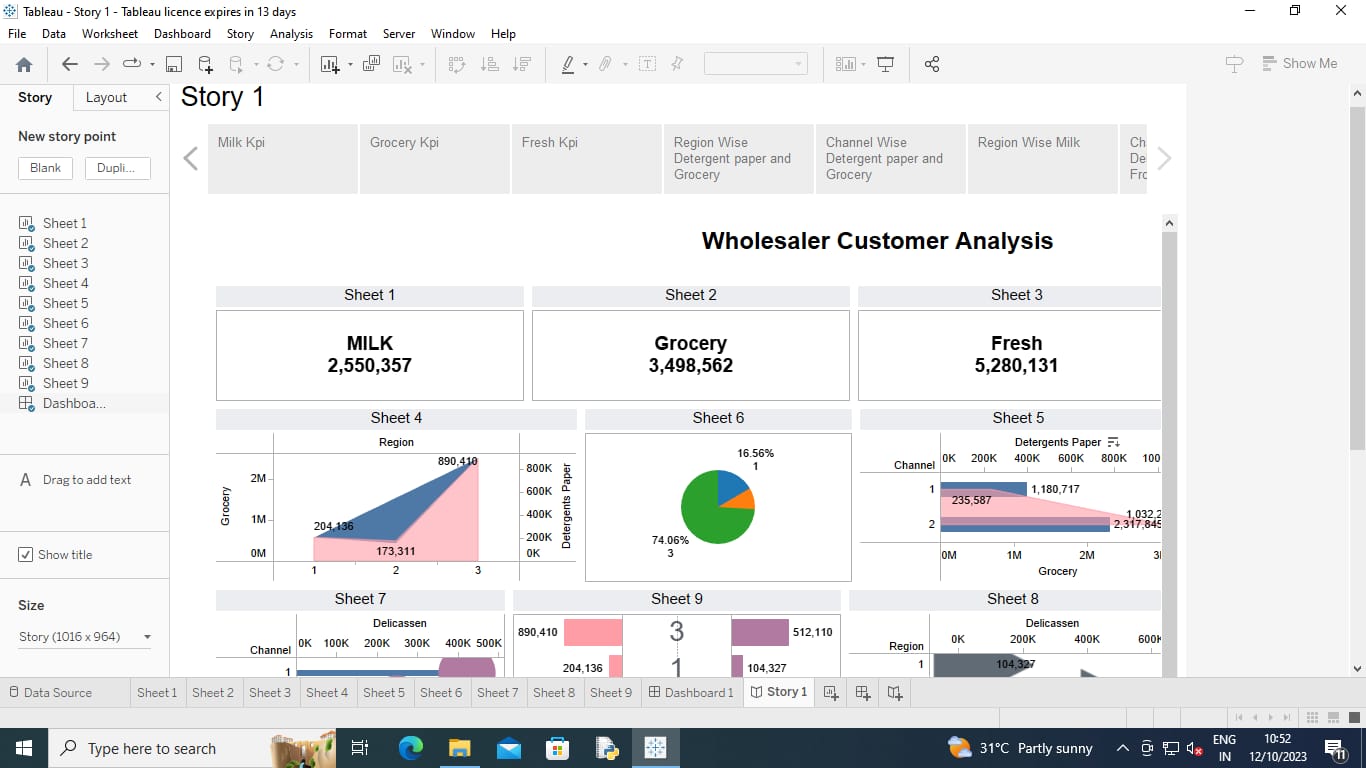 Tableau - Story 1 - Tableau licence expires in 13 days
File Data Worksheet Dashboard Story Analysis Format Server Window Help
Show Me
Story Layout
New story point
Blank Dupli...
Sheet 1
Sheet 2
Sheet 3
Sheet 4
Sheet 5
Sheet 6
Sheet 7
Sheet 8
Sheet 9
Dashboa...
A Drag to add text
Show title
Size
Story (1016 x 964)
Story 1
Milk Kpi
Grocery Kpi
Fresh Kpi
Region Wise
Detergent paper and
Grocery
Channel Wise
Detergent paper and
Grocery
Region Wise Milk
Ch
De
Fro
Wholesaler Customer Analysis
Sheet 1
MILK
2,550,357
Sheet 2
Grocery
3,498,562
Sheet 3
Fresh
5,280,131
Sheet 4
Region
890,410
2M
1M
0M
Grocery
204,136
173,311
800K
600K
400K
200K
0K
Detergents Paper
1 2 3
Sheet 6
16.56%
1
74.06%
3
Sheet 5
Detergents Paper
Channel 0K 200K 400K 600K 800K 100
1 1,180,717
235,587
1,032,2
2 2,317,845
0M 1M 2M 3
Grocery
Sheet 7
Delicassen
Channel 0K 100K 200K 300K 400K 500K
1
Sheet 9
890,410 3 512,110
204,136 1 104,327
Sheet 8
Delicassen
Region 0K 200K 400K 600K
1 104,327
Data Source Sheet 1 Sheet 2 Sheet 3 Sheet 4 Sheet 5 Sheet 6 Sheet 7 Sheet 8 Sheet 9 Dashboard 1 Story 1
Type here to search
31°C Partly sunny
ENG
IN
10:52
12/10/2023
11